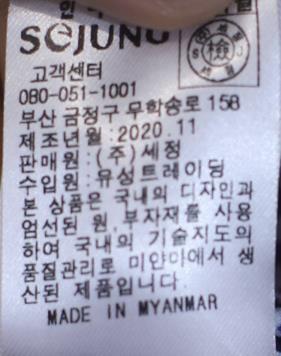 SEJUNG
檢
고객센터
080-051-1001
부산 금정구 무학송로 158
제조년월 : 2020.11
판매원 : (주)세정
수입원 : 유성트레이딩
본 상품은 국내의 디자인과
엄선된 원,부자재를 사용
하여 국내의 기술지도의
품질관리로 미얀마에서 생
산된 제품입니다
MADE IN MYANMAR